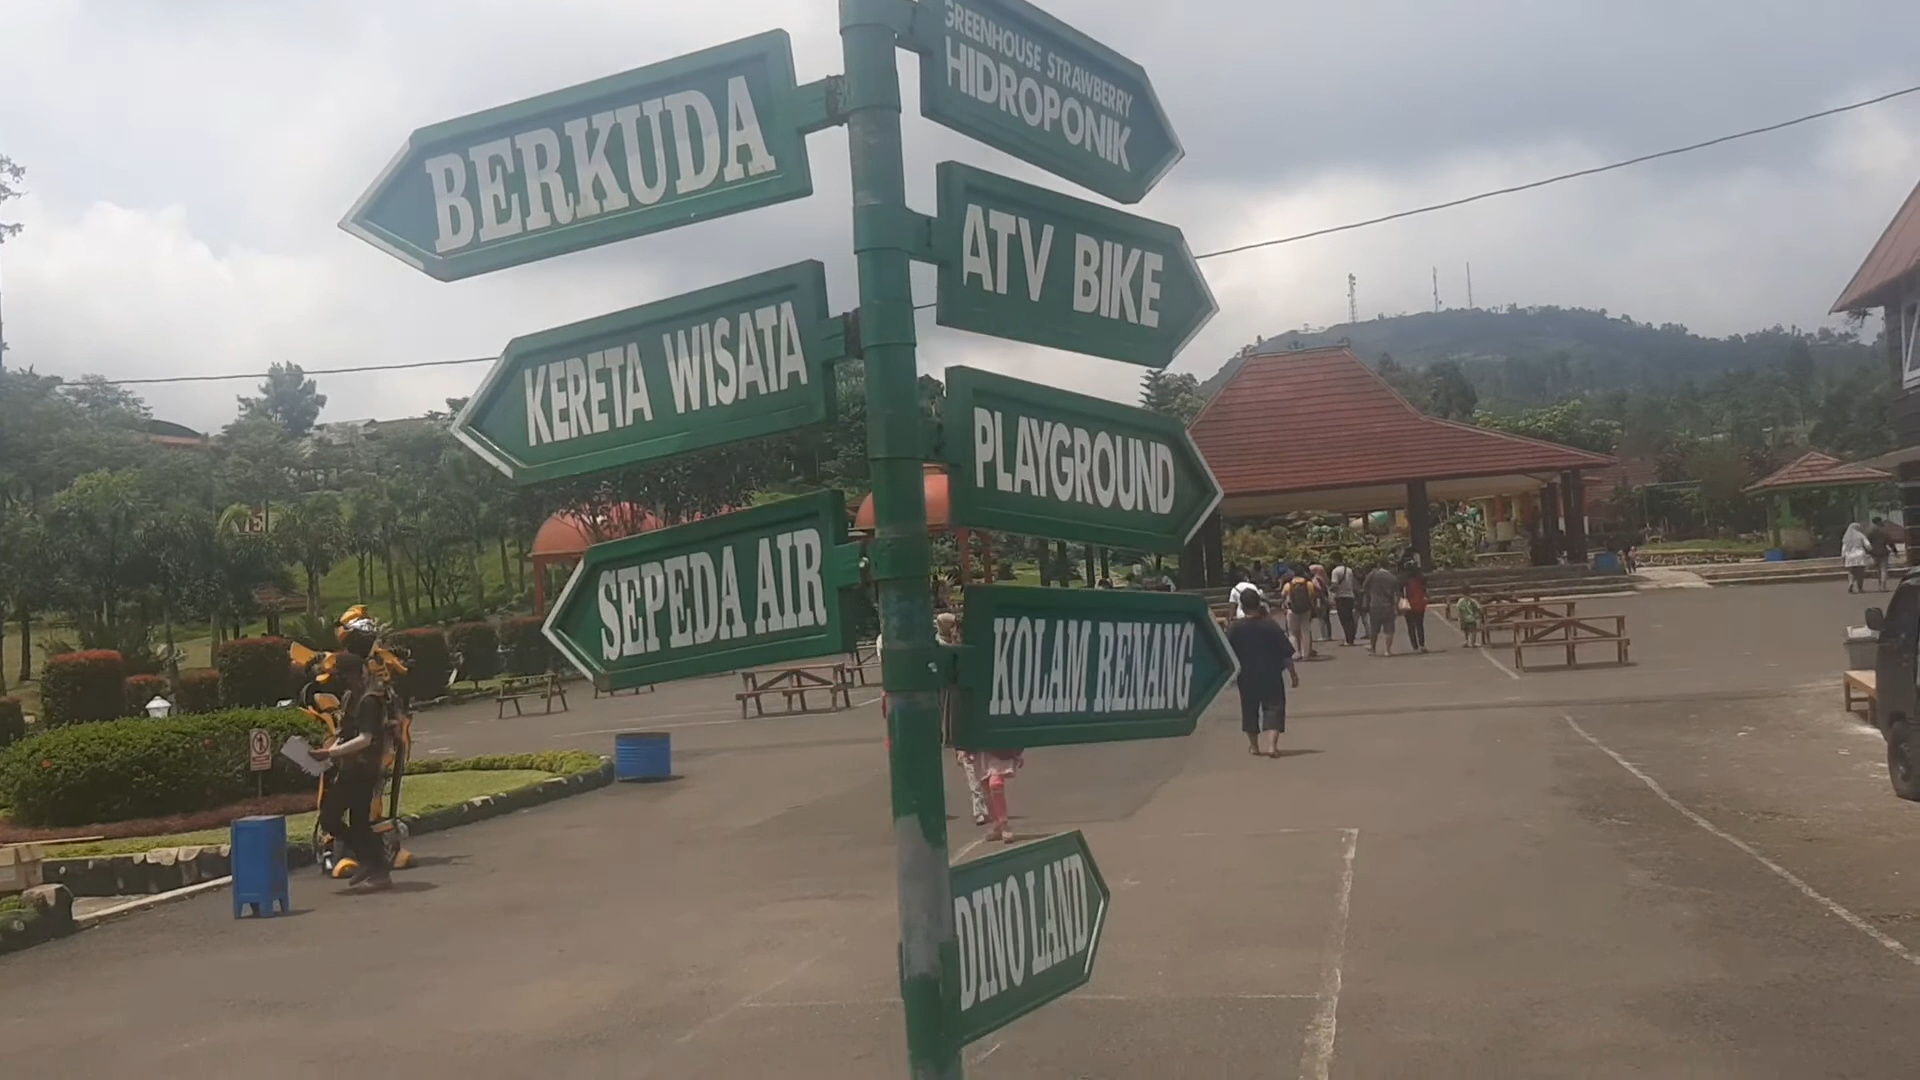 BERKUDA
KERETA WISATA
SEPEDA AIR
GREENHOUSE STRAWBERRY
HIDROPONIK
ATV BIKE
PLAYGROUND
KOLAM RENANG
DINO LAND